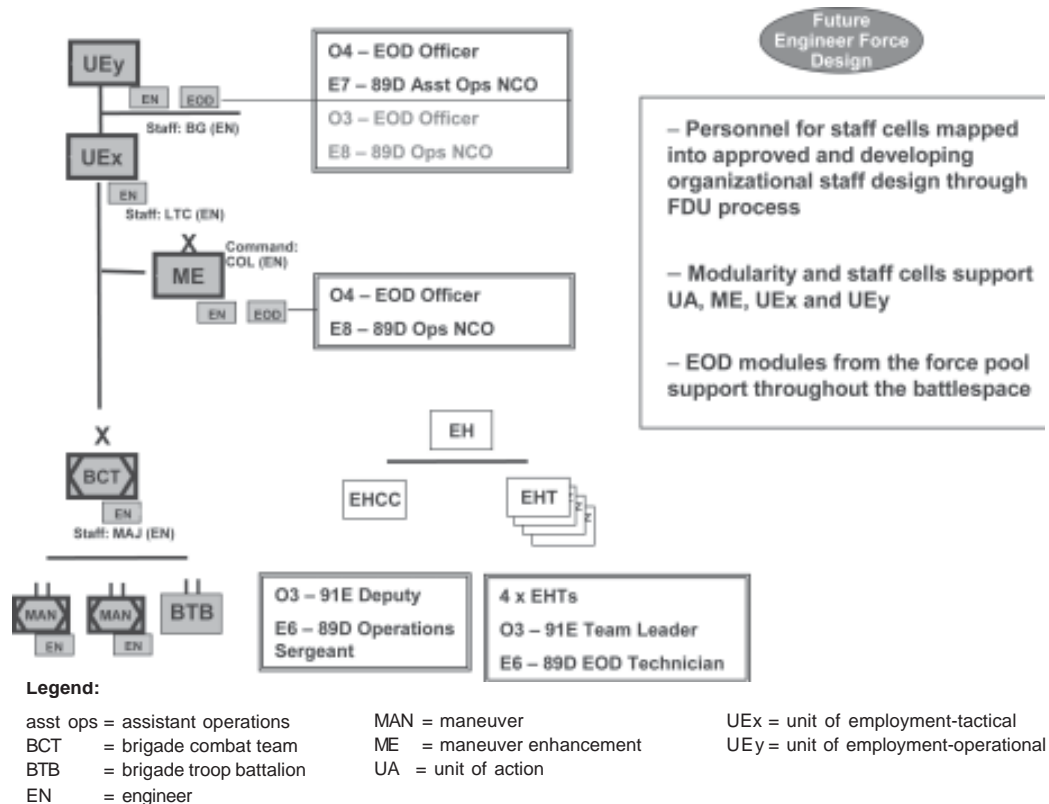 Future
Engineer Force
Design
UEy
EN
EOD
Staff: BG (EN)
O4 – EOD Officer
E7 – 89D Asst Ops NCO
O3 – EOD Officer
E8 – 89D Ops NCO
UEx
EN
Staff: LTC (EN)
X
Command:
COL (EN)
ME
EN
EOD
O4 – EOD Officer
E8 – 89D Ops NCO
– Personnel for staff cells mapped
into approved and developing
organizational staff design through
FDU process
– Modularity and staff cells support
UA, ME, UEx and UEy
– EOD modules from the force pool
support throughout the battlespace
X
BCT
EN
Staff: MAJ (EN)
EH
EHCC
EHT
II
MAN
EN
II
MAN
EN
II
BTB
O3 – 91E Deputy
E6 – 89D Operations
Sergeant
4 x EHTs
O3 – 91E Team Leader
E6 – 89D EOD Technician
Legend:
asst ops = assistant operations
BCT = brigade combat team
BTB = brigade troop battalion
EN = engineer
MAN = maneuver
ME = maneuver enhancement
UA = unit of action
UEx = unit of employment-tactical
UEy = unit of employment-operational